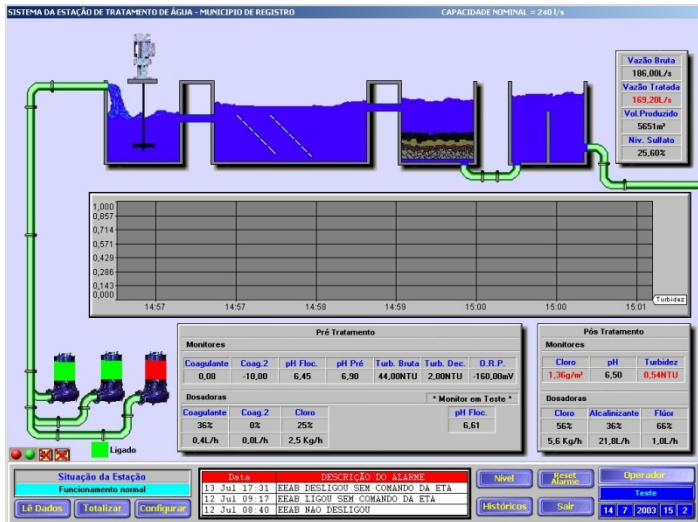 SISTEMA DA ESTAÇÃO DE TRATAMENTO DE ÁGUA - MUNICIPIO DE REGISTRO CAPACIDADE NOMINAL = 240 l/s
Vazão Bruta
186,00L/s
Vazão Tratada
169,20L/s
Vol.Produzido
5651m³
Niv. Sulfato
25,60%
1,000
0,857
0,714
0,571
0,429
0,286
0,143
0,000
14:57 14:57 14:58 14:59 15:00 15:00 15:01
Turbidez
Pré Tratamento
Monitores
Coagulante Coag.2 pH Floc. pH Pré Turb. Bruta Turb. Dec. O.R.P.
0,08 -10,00 6,45 6,90 44,00NTU 2,00NTU -160,00mV
Dosadoras * Monitor em Teste *
Coagulante Coag.2 Cloro pH Floc.
36% 0% 25% 6,61
0,4L/h 0,0L/h 2,5 Kg/h
Pós Tratamento
Monitores
Cloro pH Turbidez
1,36g/m³ 6,50 0,54NTU
Dosadoras
Cloro Alcalinizante Flúor
56% 36% 66%
5,6 Kg/h 21,8L/h 1,0L/h
Ligado
Situação da Estação
Funcionamento normal
Lê Dados Totalizar Configurar
Data DESCRIÇÃO DO ALARME
13 Jul 17:31 EEAB DESLIGOU SEM COMANDO DA ETA
12 Jul 09:17 EEAB LIGOU SEM COMANDO DA ETA
12 Jul 08:40 EEAB NAO DESLIGOU
Nível Reset Alarme
Históricos Sair
Operador
Teste
14 7 2003 15 2